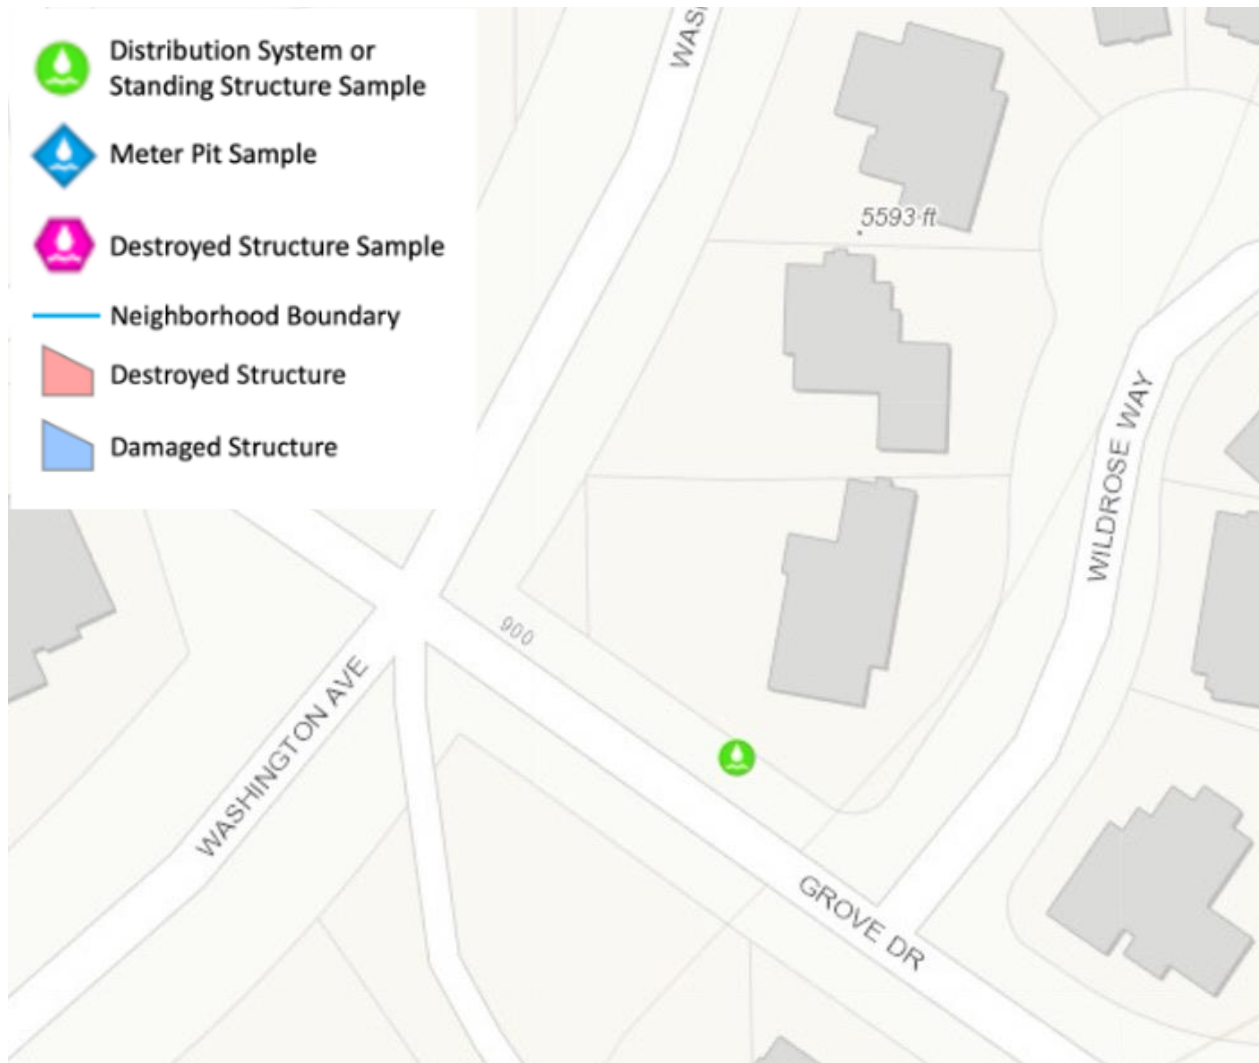 Distribution System or
Standing Structure Sample
Meter Pit Sample
Destroyed Structure Sample
Neighborhood Boundary
Destroyed Structure
Damaged Structure
WAS
5593 ft
WILDROSE WAY
900
WASHINGTON AVE
GROVE DR